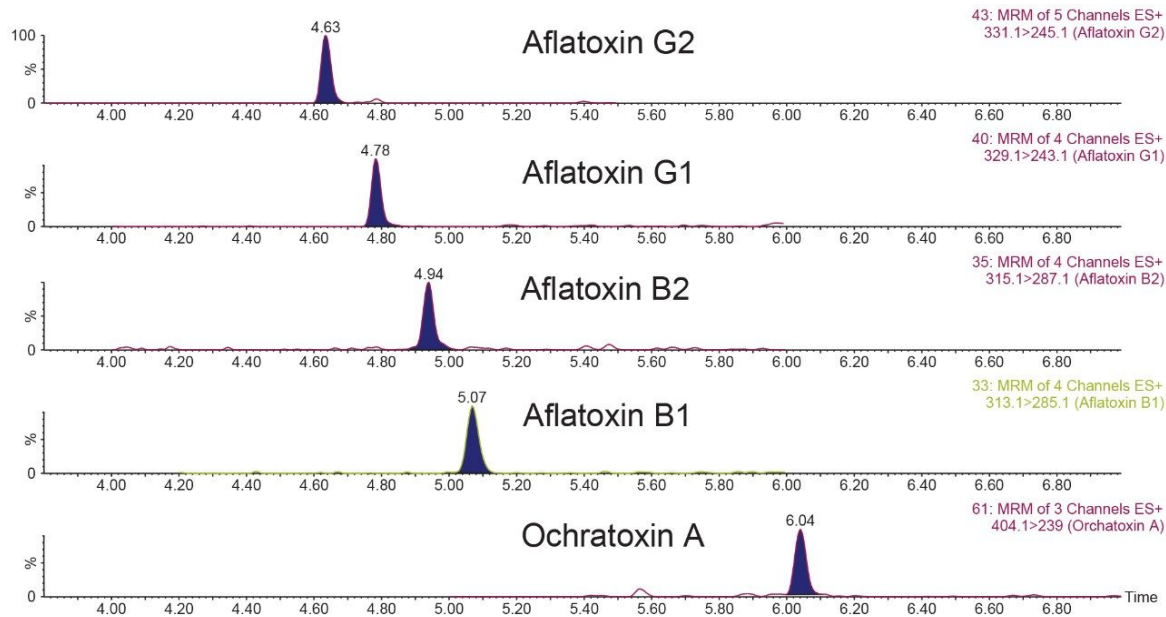 43: MRM of 5 Channels ES+
331.1>245.1 (Aflatoxin G2)
4.63
Aflatoxin G2
100
%
0
4.00 4.20 4.40 4.60 4.80 5.00 5.20 5.40 5.60 5.80 6.00 6.20 6.40 6.60 6.80
40: MRM of 4 Channels ES+
329.1>243.1 (Aflatoxin G1)
4.78
Aflatoxin G1
%
0
4.00 4.20 4.40 4.60 4.80 5.00 5.20 5.40 5.60 5.80 6.00 6.20 6.40 6.60 6.80
35: MRM of 4 Channels ES+
315.1>287.1 (Aflatoxin B2)
4.94
Aflatoxin B2
%
0
4.00 4.20 4.40 4.60 4.80 5.00 5.20 5.40 5.60 5.80 6.00 6.20 6.40 6.60 6.80
33: MRM of 4 Channels ES+
313.1>285.1 (Aflatoxin B1)
5.07
Aflatoxin B1
%
0
4.00 4.20 4.40 4.60 4.80 5.00 5.20 5.40 5.60 5.80 6.00 6.20 6.40 6.60 6.80
61: MRM of 3 Channels ES+
404.1>239 (Orchatoxin A)
6.04
Ochratoxin A
%
0
4.00 4.20 4.40 4.60 4.80 5.00 5.20 5.40 5.60 5.80 6.00 6.20 6.40 6.60 6.80 Time